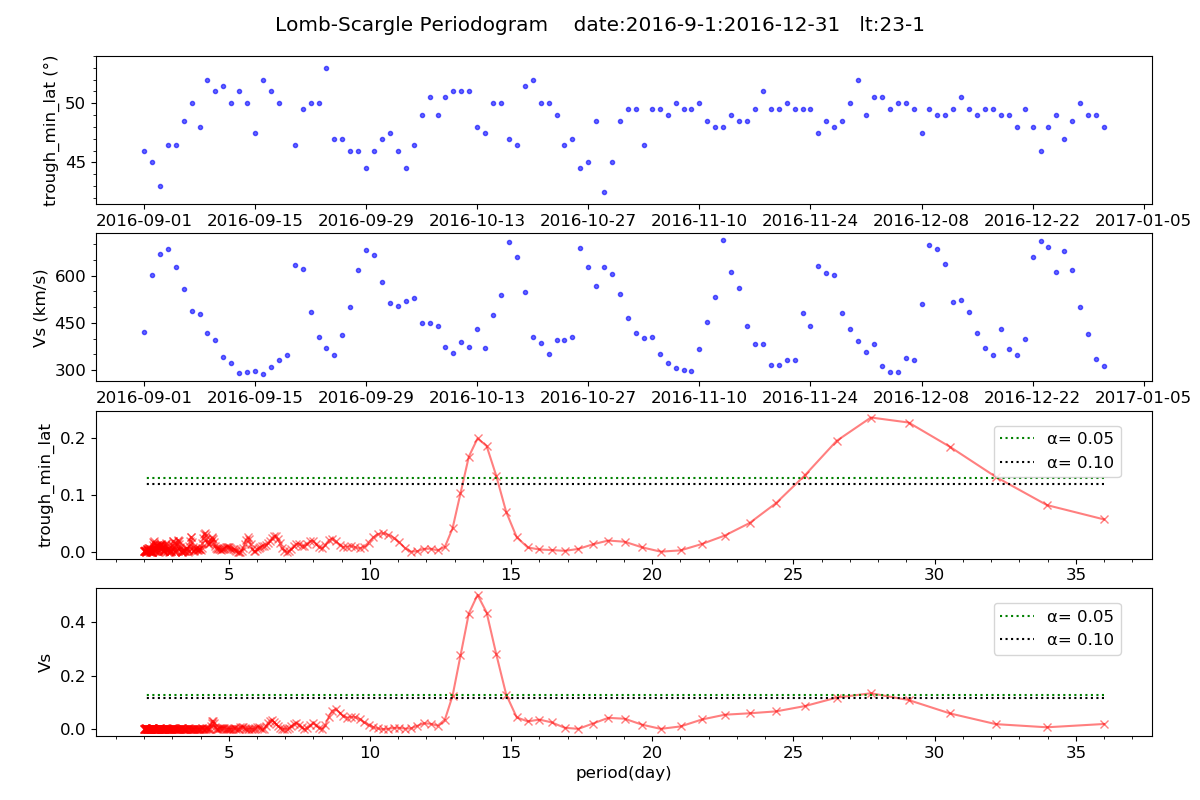 Lomb-Scargle Periodogram    date:2016-9-1:2016-12-31   lt:23-1
trough_min_lat (°)
50
45
2016-09-01 2016-09-15 2016-09-29 2016-10-13 2016-10-27 2016-11-10 2016-11-24 2016-12-08 2016-12-22 2017-01-05
Vs (km/s)
600
450
300
2016-09-01 2016-09-15 2016-09-29 2016-10-13 2016-10-27 2016-11-10 2016-11-24 2016-12-08 2016-12-22 2017-01-05
trough_min_lat
0.2
0.1
0.0
α= 0.05
α= 0.10
5 10 15 20 25 30 35
Vs
0.4
0.2
0.0
α= 0.05
α= 0.10
5 10 15 20 25 30 35
period(day)